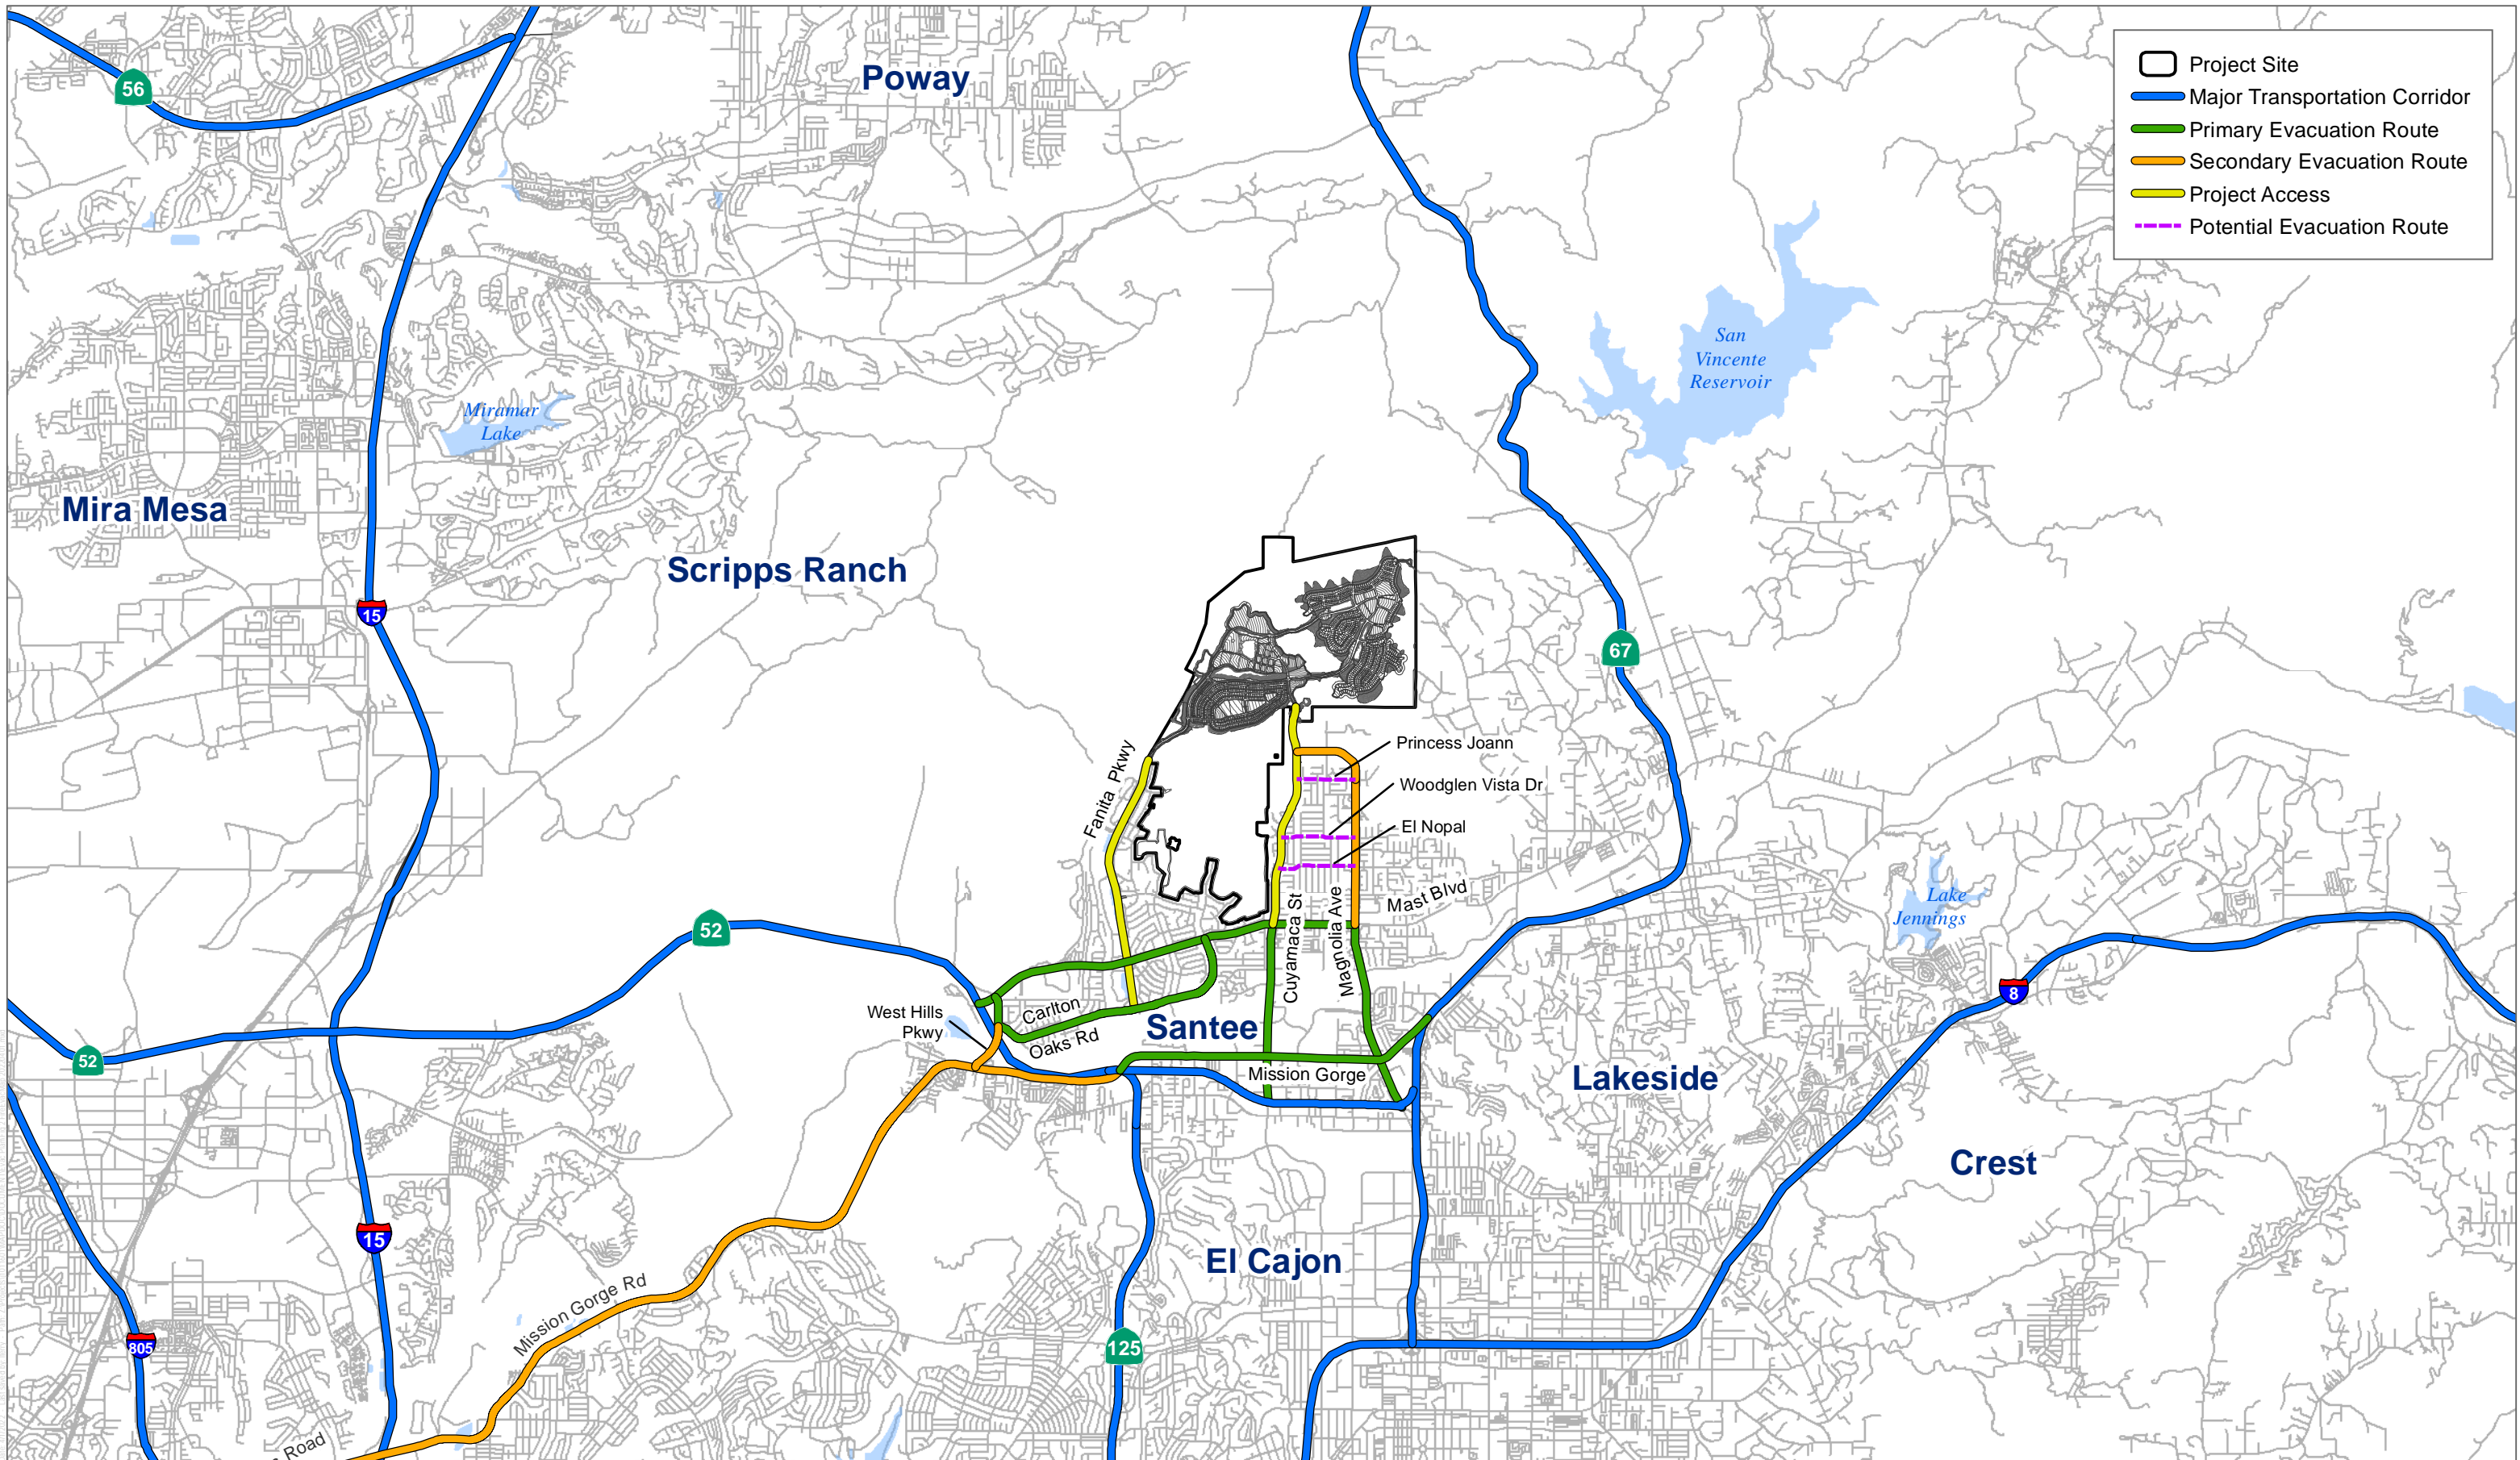 Project Site
Major Transportation Corridor
Primary Evacuation Route
Secondary Evacuation Route
Project Access
Potential Evacuation Route
56
Poway
San
Vincente
Reservoir
Miramar
Lake
Mira Mesa
Scripps Ranch
15
67
Fanita Pkwy
Princess Joann
Woodglen Vista Dr
El Nopal
Mast Blvd
Cuyamaca St
Magnolia Ave
Lake
Jennings
52
8
West Hills
Pkwy
Carlton
Oaks Rd
Santee
52
Mission Gorge
Lakeside
Crest
15
El Cajon
Mission Gorge Rd
805
125
Road